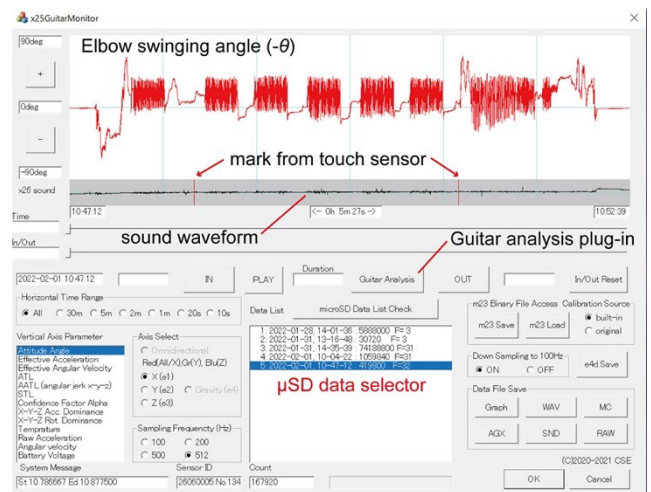 x25GuitarMonitor
90deg
Elbow swinging angle (-θ)
+
0deg
-
-90deg
mark from touch sensor
x26 sound
10:47:12
<- 0h 5m 27s ->
10:52:39
Time
sound waveform
Guitar analysis plug-in
In/Out
2022-02-01 10:47:12
IN
PLAY
Duration
Guitar Analysis
OUT
In/Out Reset
Horizontal Time Range
All 30m 5m 2m 1m 20s 10s
Data List
microSD Data List Check
m23 Binary File Access
m23 Save
m23 Load
Calibration Source
built-in
original
Vertical Axis Parameter
Attitude Angle
Effective Acceleration
Effective Angular Velocity
ATL
AATL (angular jerk x-y-z)
STL
Confidence Factor Alpha
X-Y-Z Acc. Dominance
X-Y-Z Rot. Dominance
Temprature
Raw Acceleration
Angular velocity
Battery Voltage
Axis Select
Omnidirectional
Red(All/X),Gr(Y), Blu(Z)
X (e1)
Y (e2) Gravity (e4)
Z (e3)
Sampling Frequencty (Hz)
100 200
500 512
1 2022-01-28, 14-01-36 5888000 F= 3
2 2022-01-31, 13-16-48 30720 F= 3
3 2022-01-31, 14-35-39 74188800 F=31
4 2022-02-01, 10-04-22 1059840 F=31
5 2022-02-01, 10-47-12 419800 F=32
μSD data selector
Down Sampling to 100Hz
ON OFF
e4d Save
Data File Save
Graph WAV MC
AGX SND RAW
(C)2020-2021 CSE
System Message
St:10.786667 Ed:10.877500
Sensor ID
26060005:No.134
Count
167920
OK
Cancel